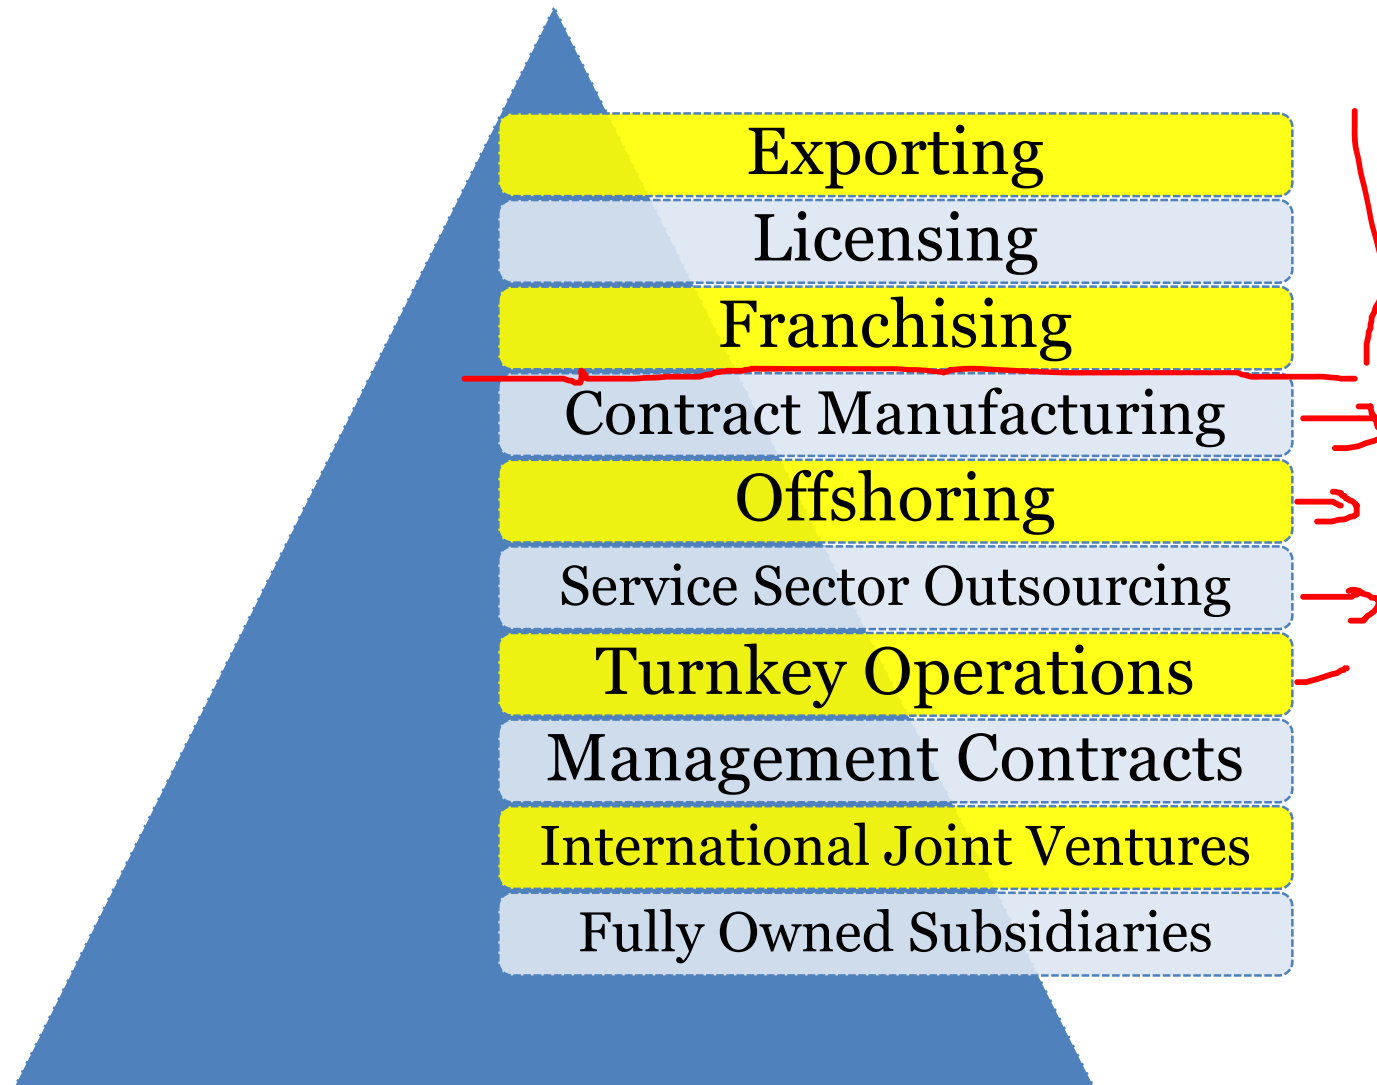 Exporting
Licensing
Franchising
Contract Manufacturing
Offshoring
Service Sector Outsourcing
Turnkey Operations
Management Contracts
International Joint Ventures
Fully Owned Subsidiaries